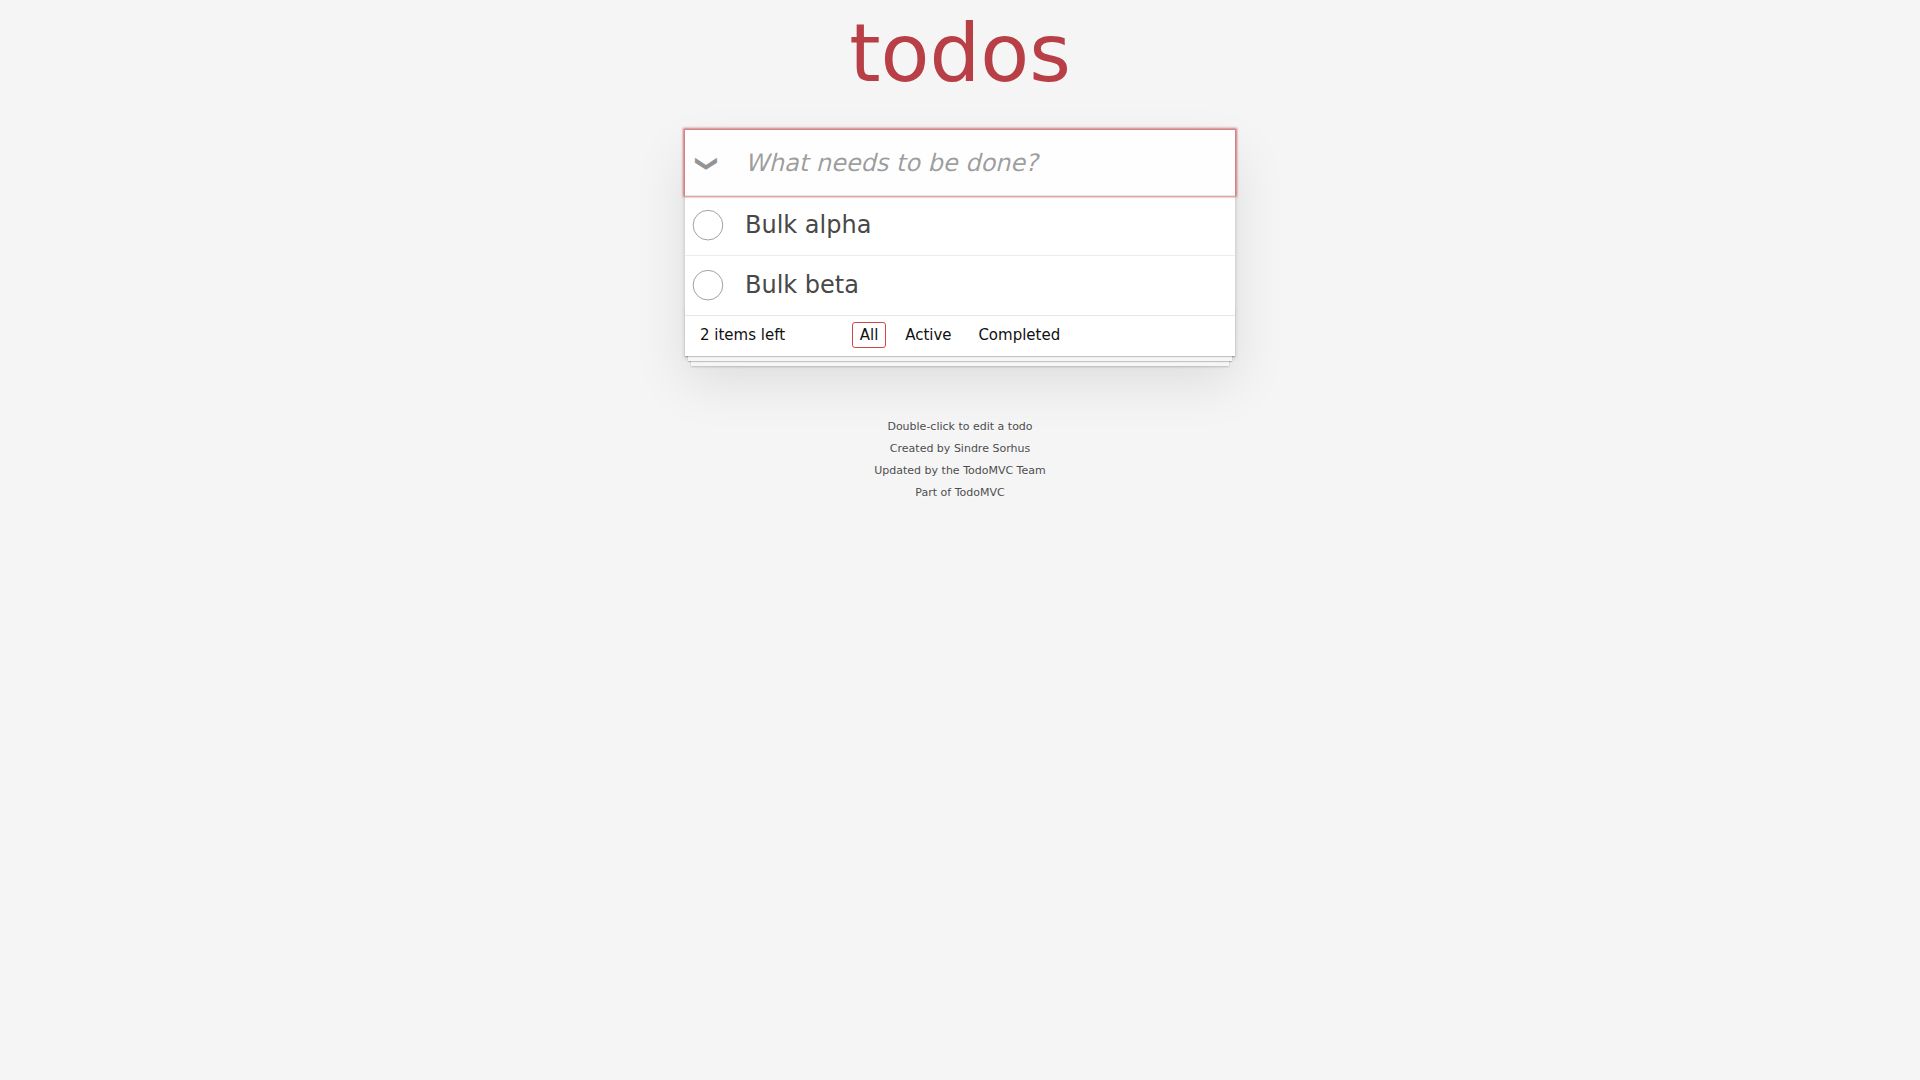 todos
What needs to be done?
Bulk alpha
Bulk beta
2 items left All Active Completed
Double-click to edit a todo
Created by Sindre Sorhus
Updated by the TodoMVC Team
Part of TodoMVC